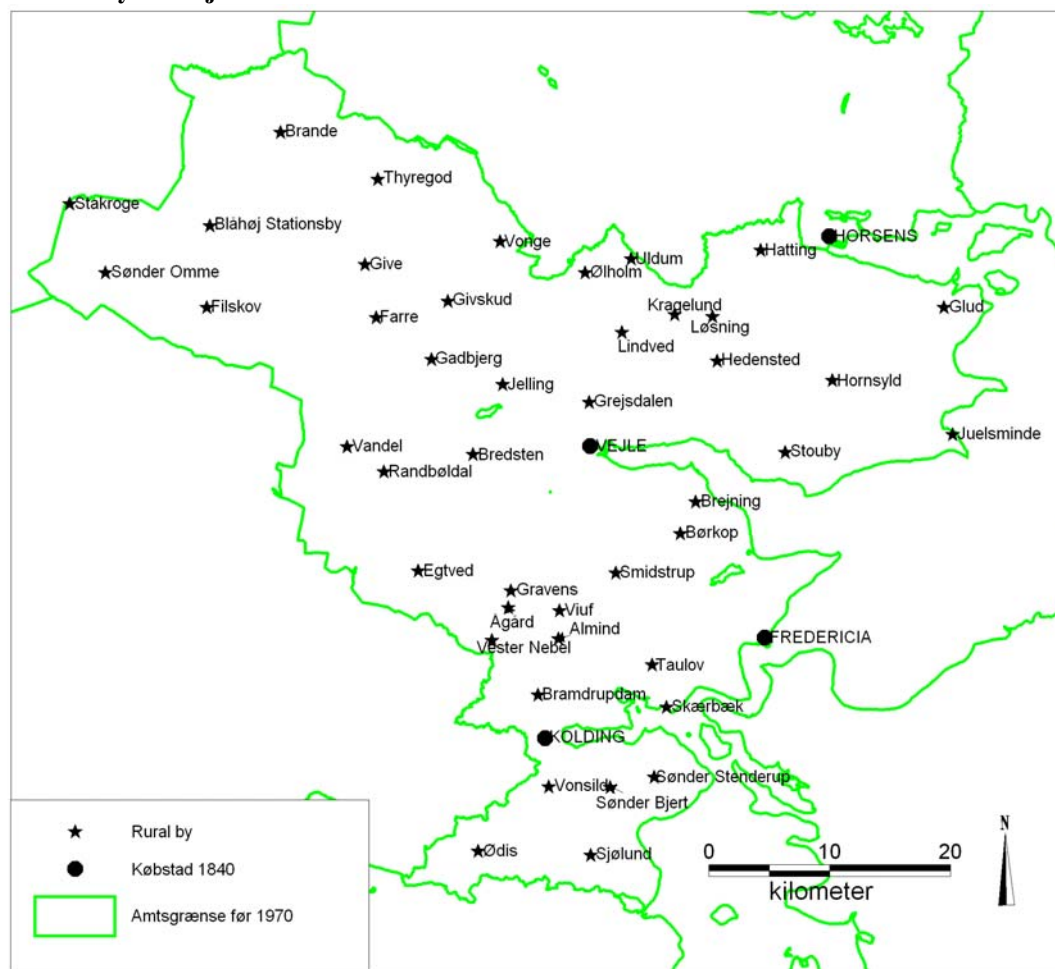 Brande
Thyregod
Stakroge
Blåhøj Stationsby
HORSENS
Vonge
Hatting
Uldum
Give
Ølholm
Sønder Omme
Givskud
Kragelund
Filskov
Glud
Farre
Løsning
Lindved
Gadbjerg
Hedensted
Jelling
Hornsyld
Grejsdalen
Juelsminde
Vandel
VEJLE
Bredsten
Stouby
Randbøldal
Brejning
Børkop
Egtved
Smidstrup
Gravens
Ågård
Viuf
Almind
Vester Nebel
FREDERICIA
Taulov
Bramdrupdam
Skærbæk
KOLDING
Sønder Stenderup
Vonsild
Sønder Bjert
Ødis
Sjølund
Rural by
Købstad 1840
Amtsgrænse før 1970
0 10 20
kilometer
N